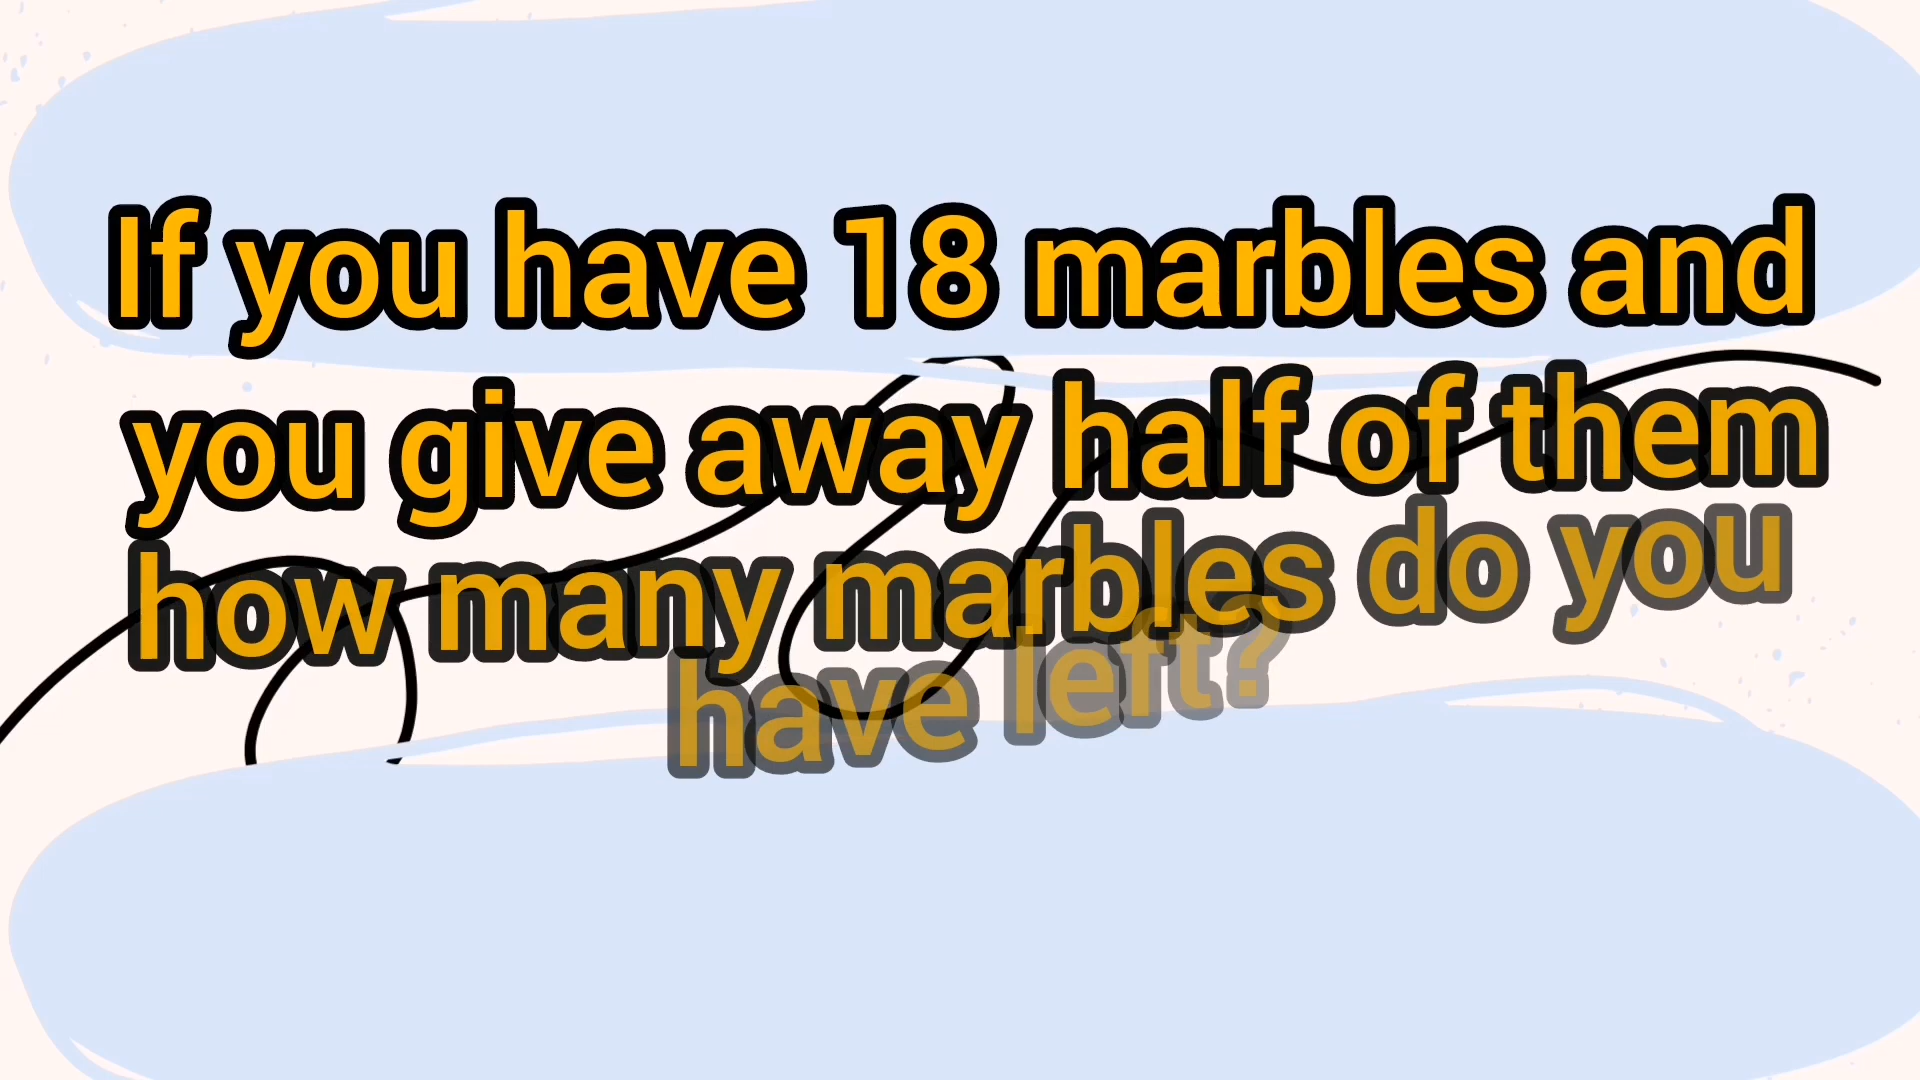 If you have 18 marbles and
you give away half of them
how many marbles do you
have left?